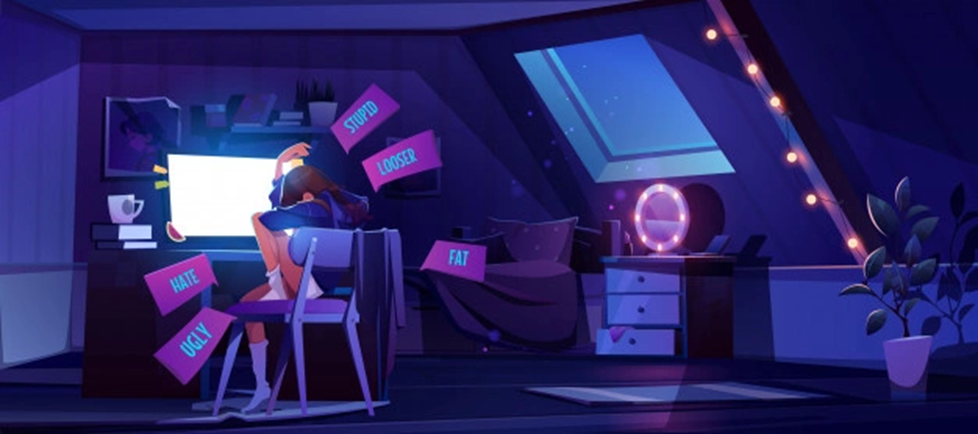 STUPID
LOOSER
FAT
HATE
UGLY